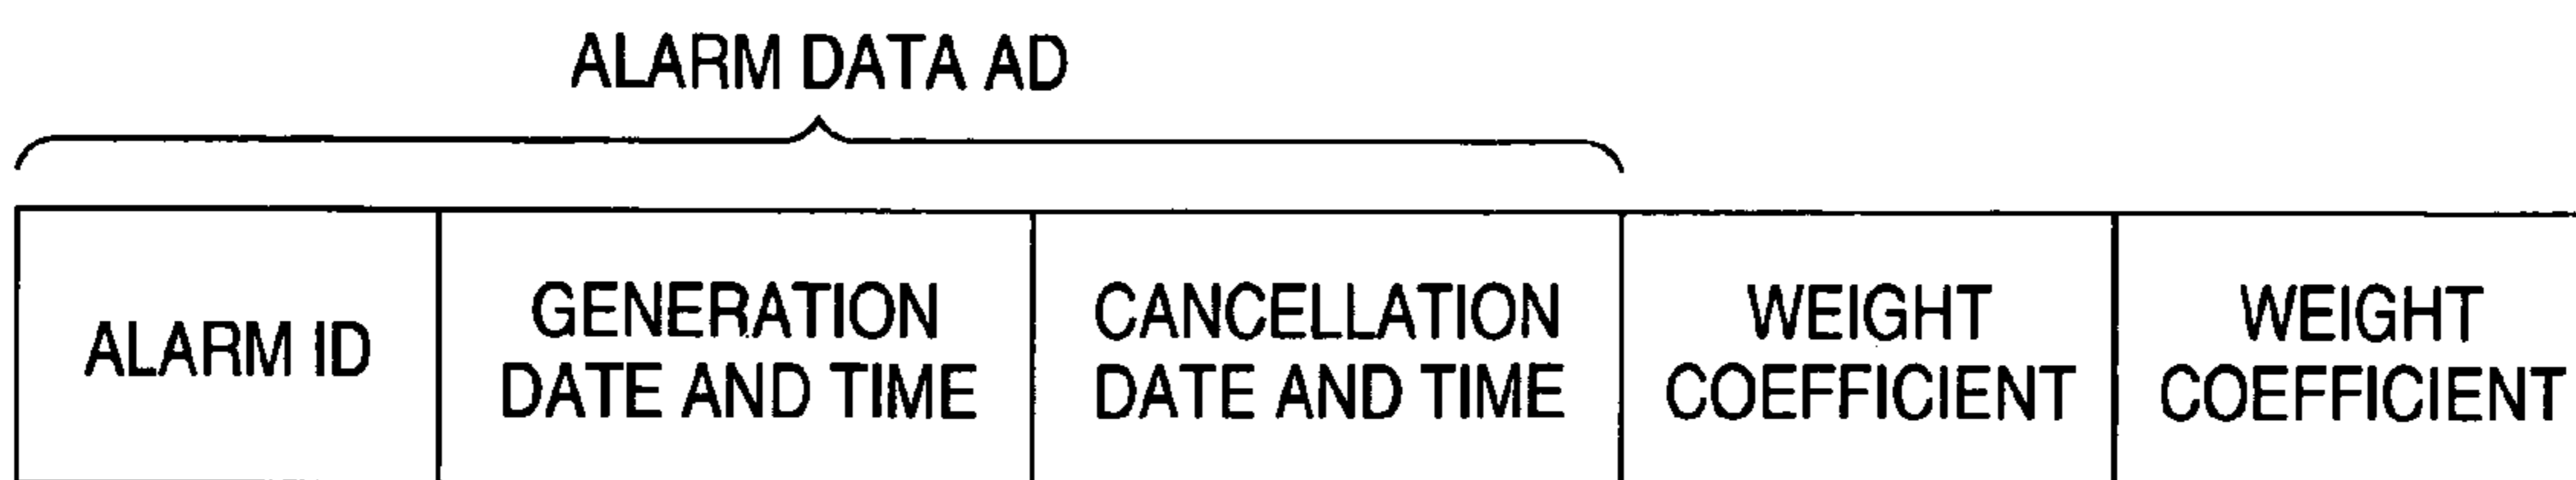 ALARM DATA AD
ALARM ID
GENERATION
DATE AND TIME
CANCELLATION
DATE AND TIME
WEIGHT
COEFFICIENT
WEIGHT
COEFFICIENT